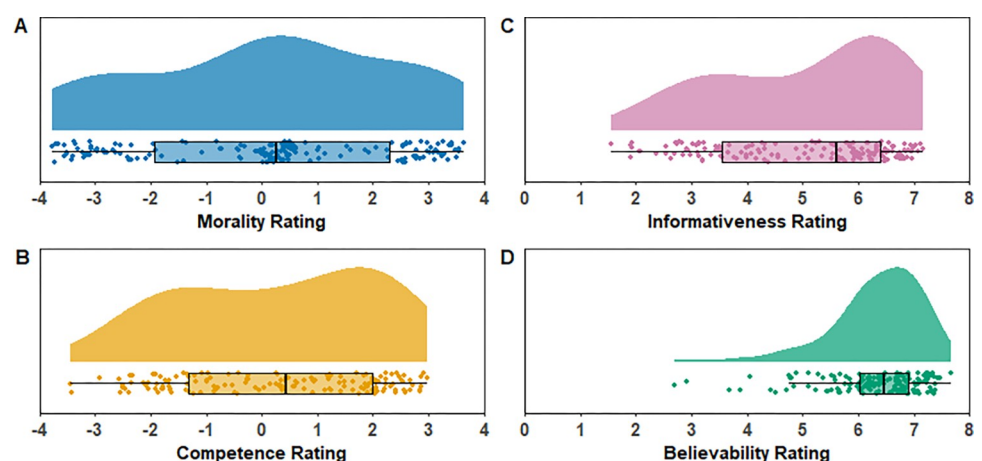 A
-4 -3 -2 -1 0 1 2 3 4
Morality Rating
C
0 1 2 3 4 5 6 7 8
Informativeness Rating
B
-4 -3 -2 -1 0 1 2 3 4
Competence Rating
D
0 1 2 3 4 5 6 7 8
Believability Rating